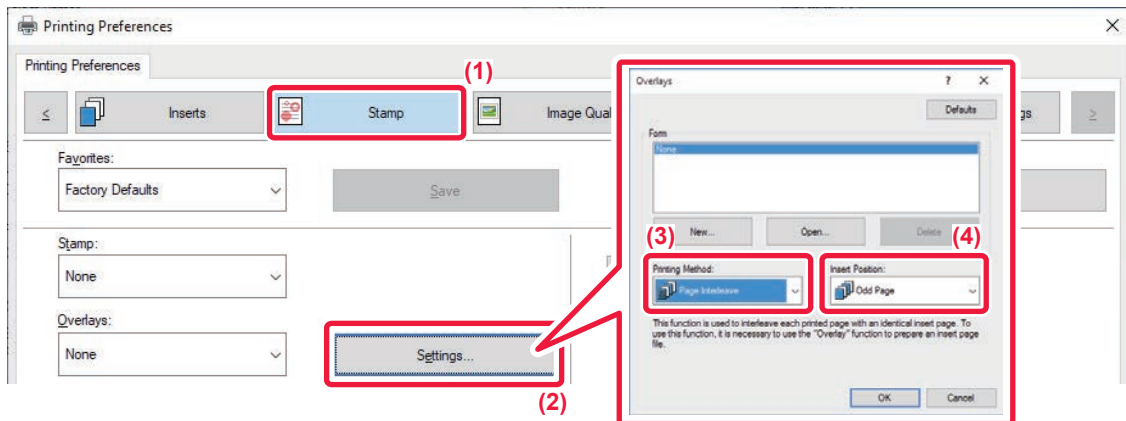 Printing Preferences
Printing Preferences
(1)
≤
Inserts
Stamp
Image Qual
gs
≥
Favorites:
Factory Defaults
Save
Stamp:
None
Overlays:
None
Settings...
(2)
Overlays
?
Defaults
Form
None
New...
Open...
Delete
(3)
(4)
Printing Method:
Page Interleave
Insert Position:
Odd Page
This function is used to interleave each printed page with an identical insert page. To
use this function, it is necessary to use the "Overlay" function to prepare an insert page
file.
OK
Cancel